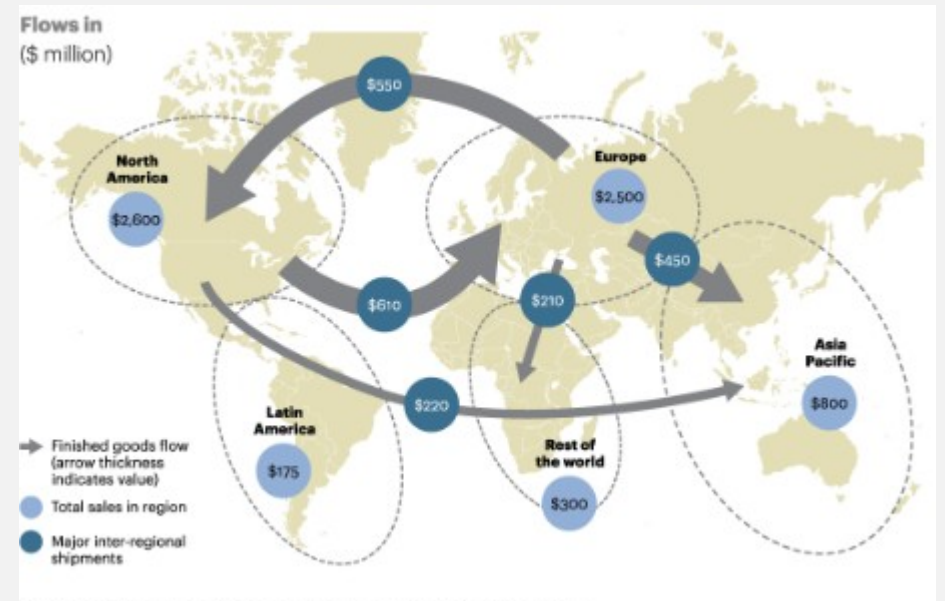 Flows in
($ million)
$550
North
America
$2,600
Europe
$2,500
$450
$610
$210
Asia
Pacific
$800
$220
Latin
America
$175
Rest of
the world
$300
Finished goods flow
(arrow thickness
indicates value)
Total sales in region
Major inter-regional
shipments